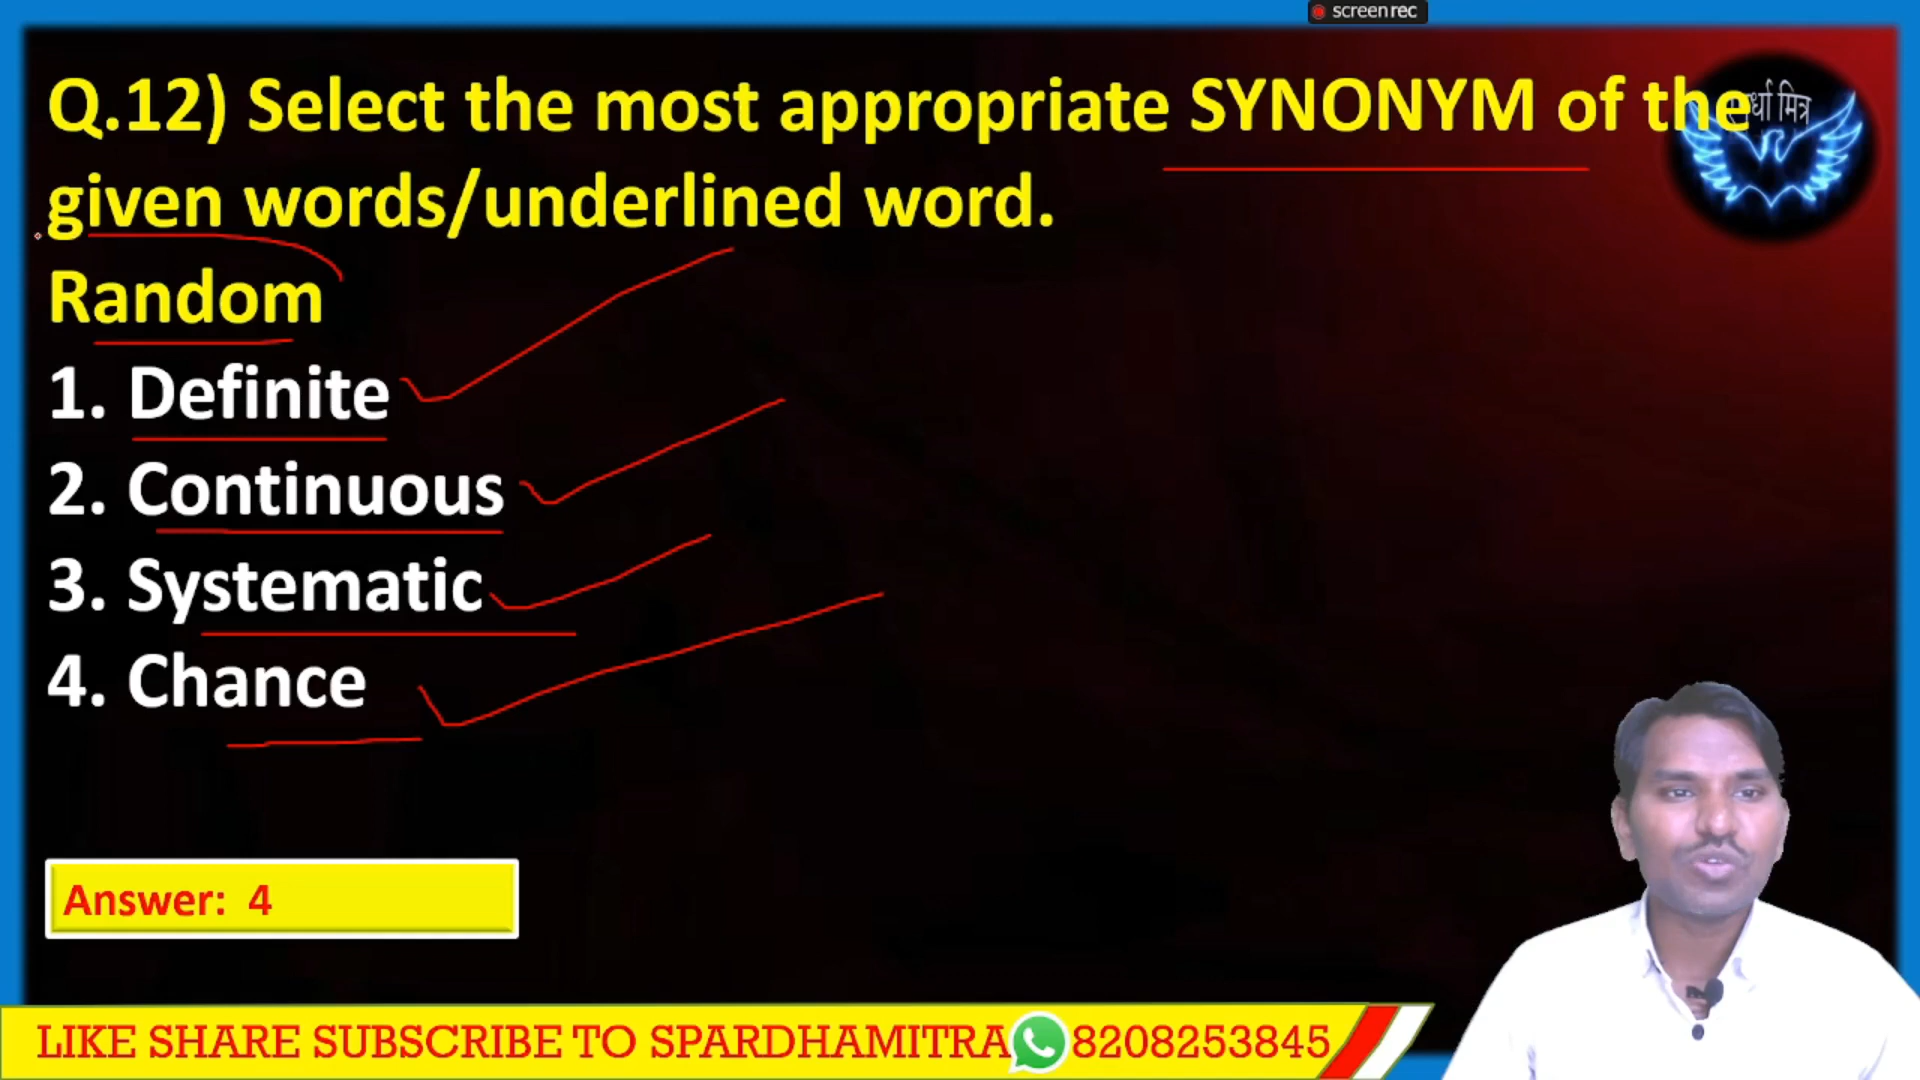 screenrec
Q.12) Select the most appropriate SYNONYM of the
given words/underlined word.
Random
1. Definite
2. Continuous
3. Systematic
4. Chance
Answer: 4
LIKE SHARE SUBSCRIBE TO SPARDHAMITRA 8208253845
मित्र